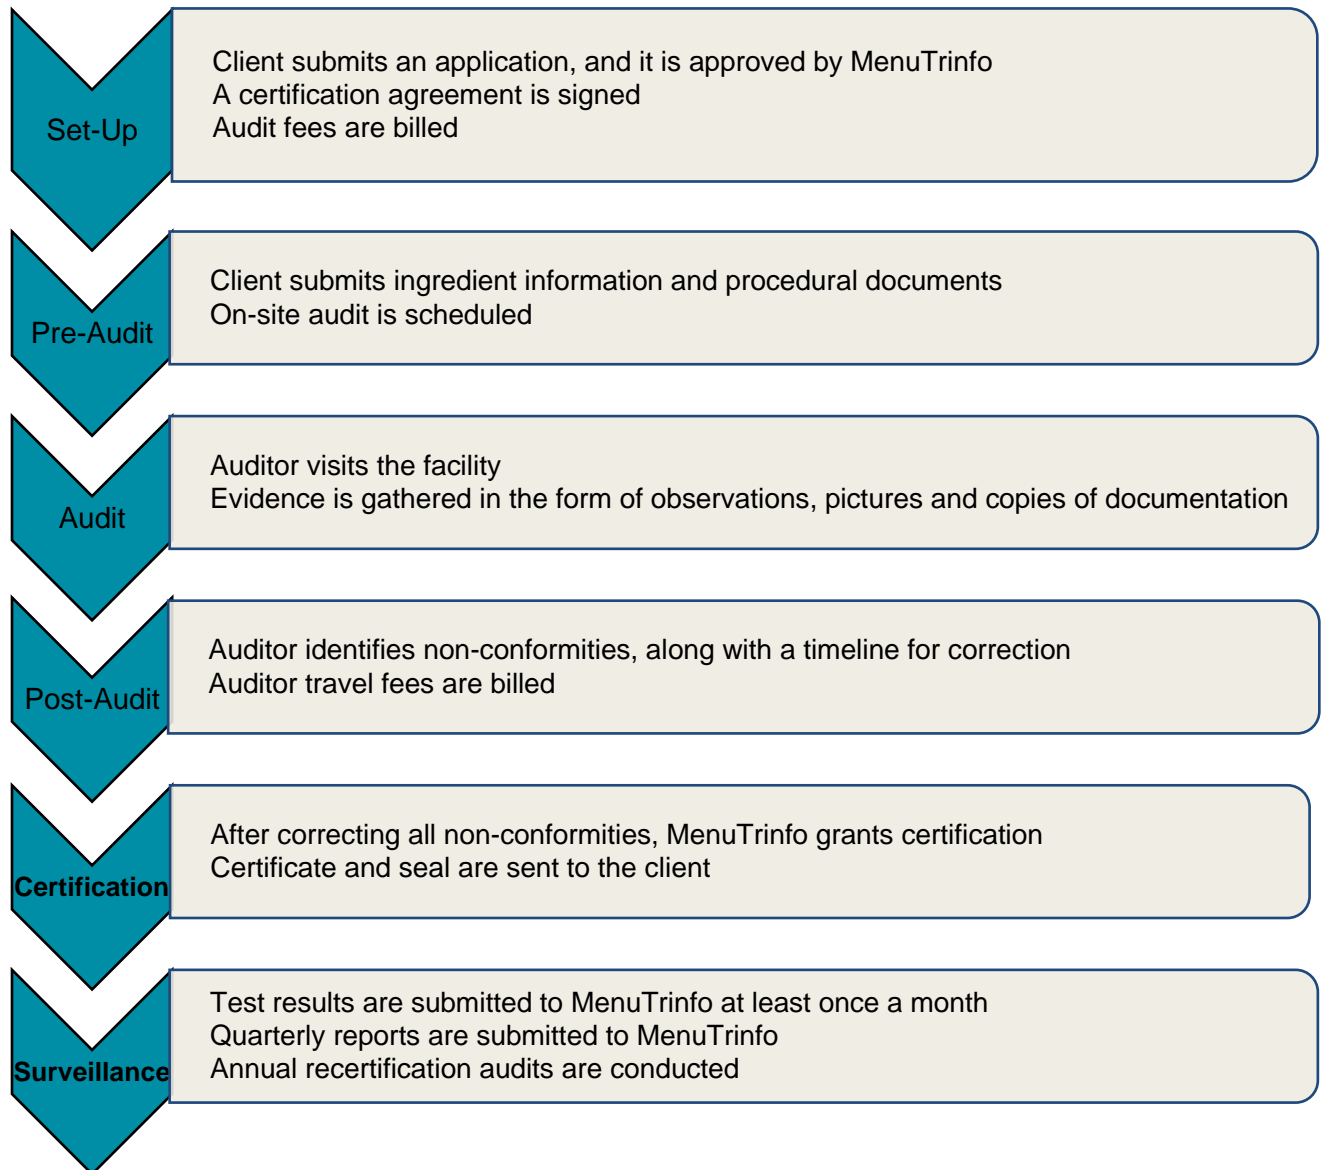 Set-Up
Client submits an application, and it is approved by MenuTrinfo
A certification agreement is signed
Audit fees are billed
Pre-Audit
Client submits ingredient information and procedural documents
On-site audit is scheduled
Audit
Auditor visits the facility
Evidence is gathered in the form of observations, pictures and copies of documentation
Post-Audit
Auditor identifies non-conformities, along with a timeline for correction
Auditor travel fees are billed
Certification
After correcting all non-conformities, MenuTrinfo grants certification
Certificate and seal are sent to the client
Surveillance
Test results are submitted to MenuTrinfo at least once a month
Quarterly reports are submitted to MenuTrinfo
Annual recertification audits are conducted